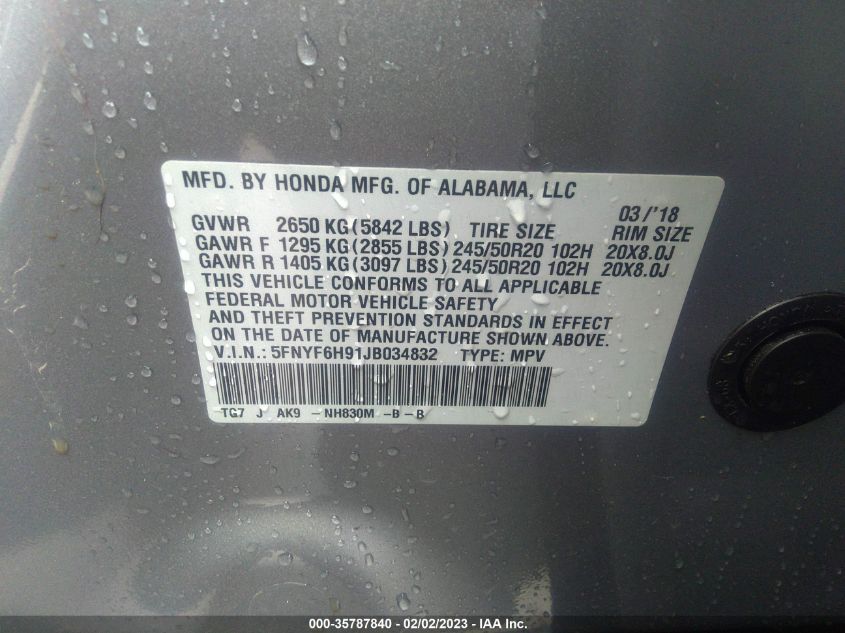 MFD. BY HONDA MFG. OF ALABAMA, LLC
03/'18
GVWR 2650 KG(5842 LBS) TIRE SIZE RIM SIZE
GAWR F 1295 KG(2855 LBS) 245/50R20 102H 20X8.0J
GAWR R 1405 KG(3097 LBS) 245/50R20 102H 20X8.0J
THIS VEHICLE CONFORMS TO ALL APPLICABLE
FEDERAL MOTOR VEHICLE SAFETY
AND THEFT PREVENTION STANDARDS IN EFFECT
ON THE DATE OF MANUFACTURE SHOWN ABOVE.
V.I.N.: 5FNYF6H91JB034832 TYPE: MPV
TG7 J AK9 -NH830M -B-B
000-35787840 - 02/02/2023 - IAA Inc.